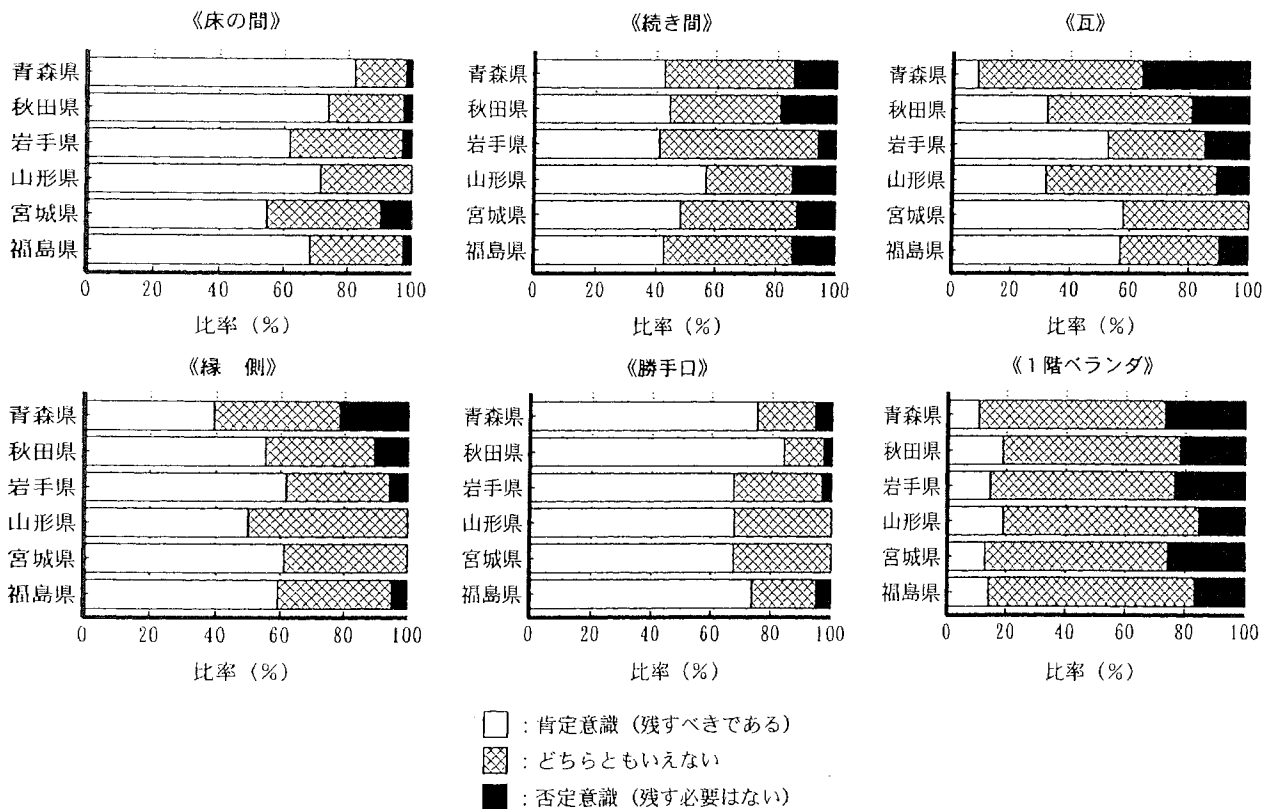 《床の間》
青森県
秋田県
岩手県
山形県
宮城県
福島県
0 20 40 60 80 100
比率（％）
《続き間》
青森県
秋田県
岩手県
山形県
宮城県
福島県
0 20 40 60 80 100
比率（％）
《瓦》
青森県
秋田県
岩手県
山形県
宮城県
福島県
0 20 40 60 80 100
比率（％）
《縁　側》
青森県
秋田県
岩手県
山形県
宮城県
福島県
0 20 40 60 80 100
比率（％）
《勝手口》
青森県
秋田県
岩手県
山形県
宮城県
福島県
0 20 40 60 80 100
比率（％）
《１階ベランダ》
青森県
秋田県
岩手県
山形県
宮城県
福島県
0 20 40 60 80 100
比率（％）
：肯定意識（残すべきである）
：どちらともいえない
：否定意識（残す必要はない）